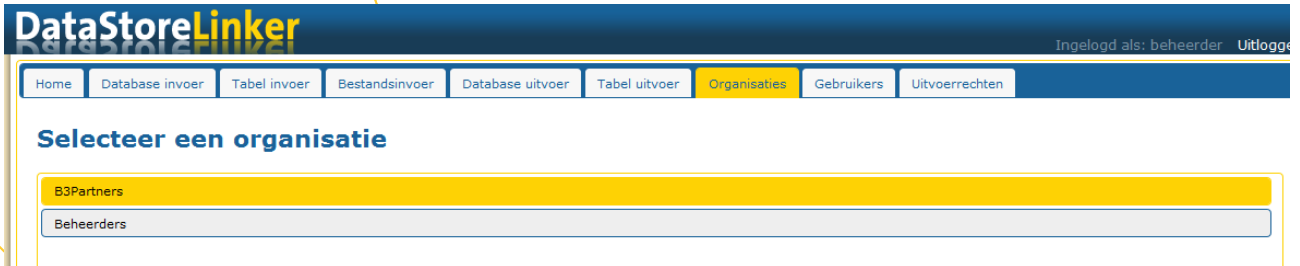 DataStoreLinker
Ingelogd als: beheerder Uitlogge
Home Database invoer Tabel invoer Bestandsinvoer Database uitvoer Tabel uitvoer Organisaties Gebruikers Uitvoerrechten
Selecteer een organisatie
B3Partners
Beheerders